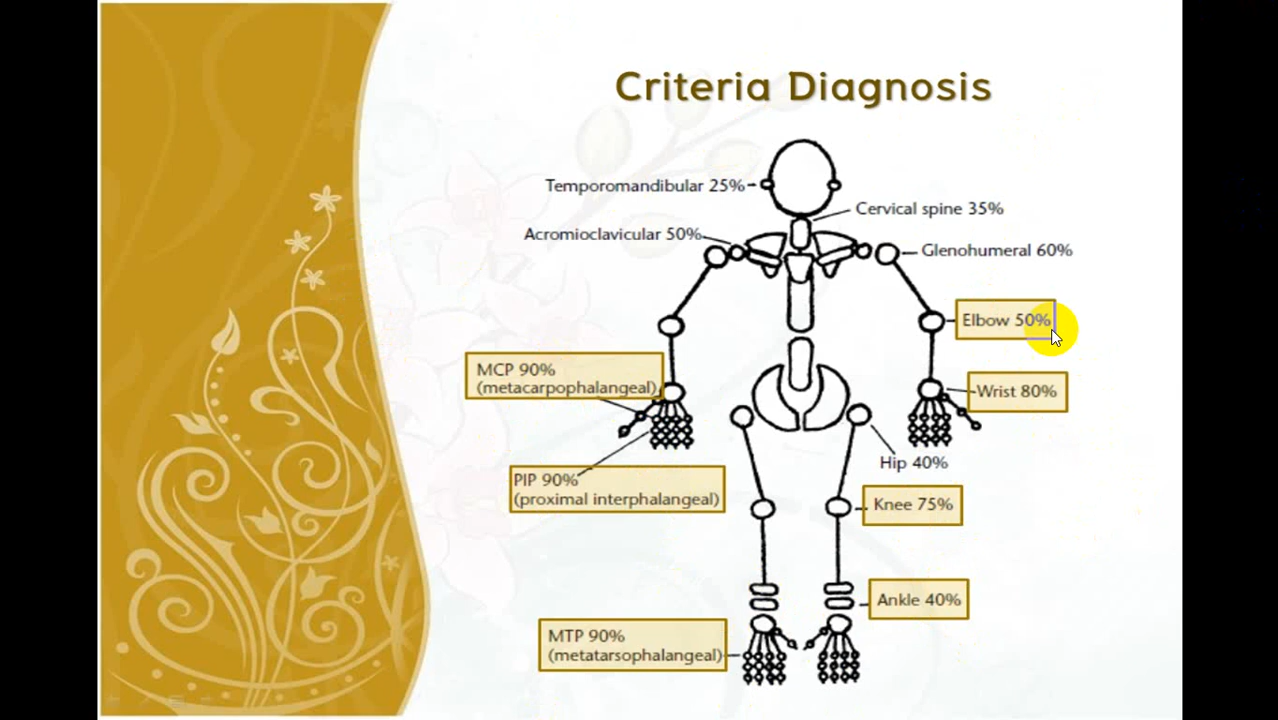 Criteria Diagnosis
Temporomandibular 25%
Cervical spine 35%
Acromioclavicular 50%
Glenohumeral 60%
Elbow 50%
MCP 90%
(metacarpophalangeal)
Wrist 80%
Hip 40%
PIP 90%
(proximal interphalangeal)
Knee 75%
Ankle 40%
MTP 90%
(metatarsophalangeal)